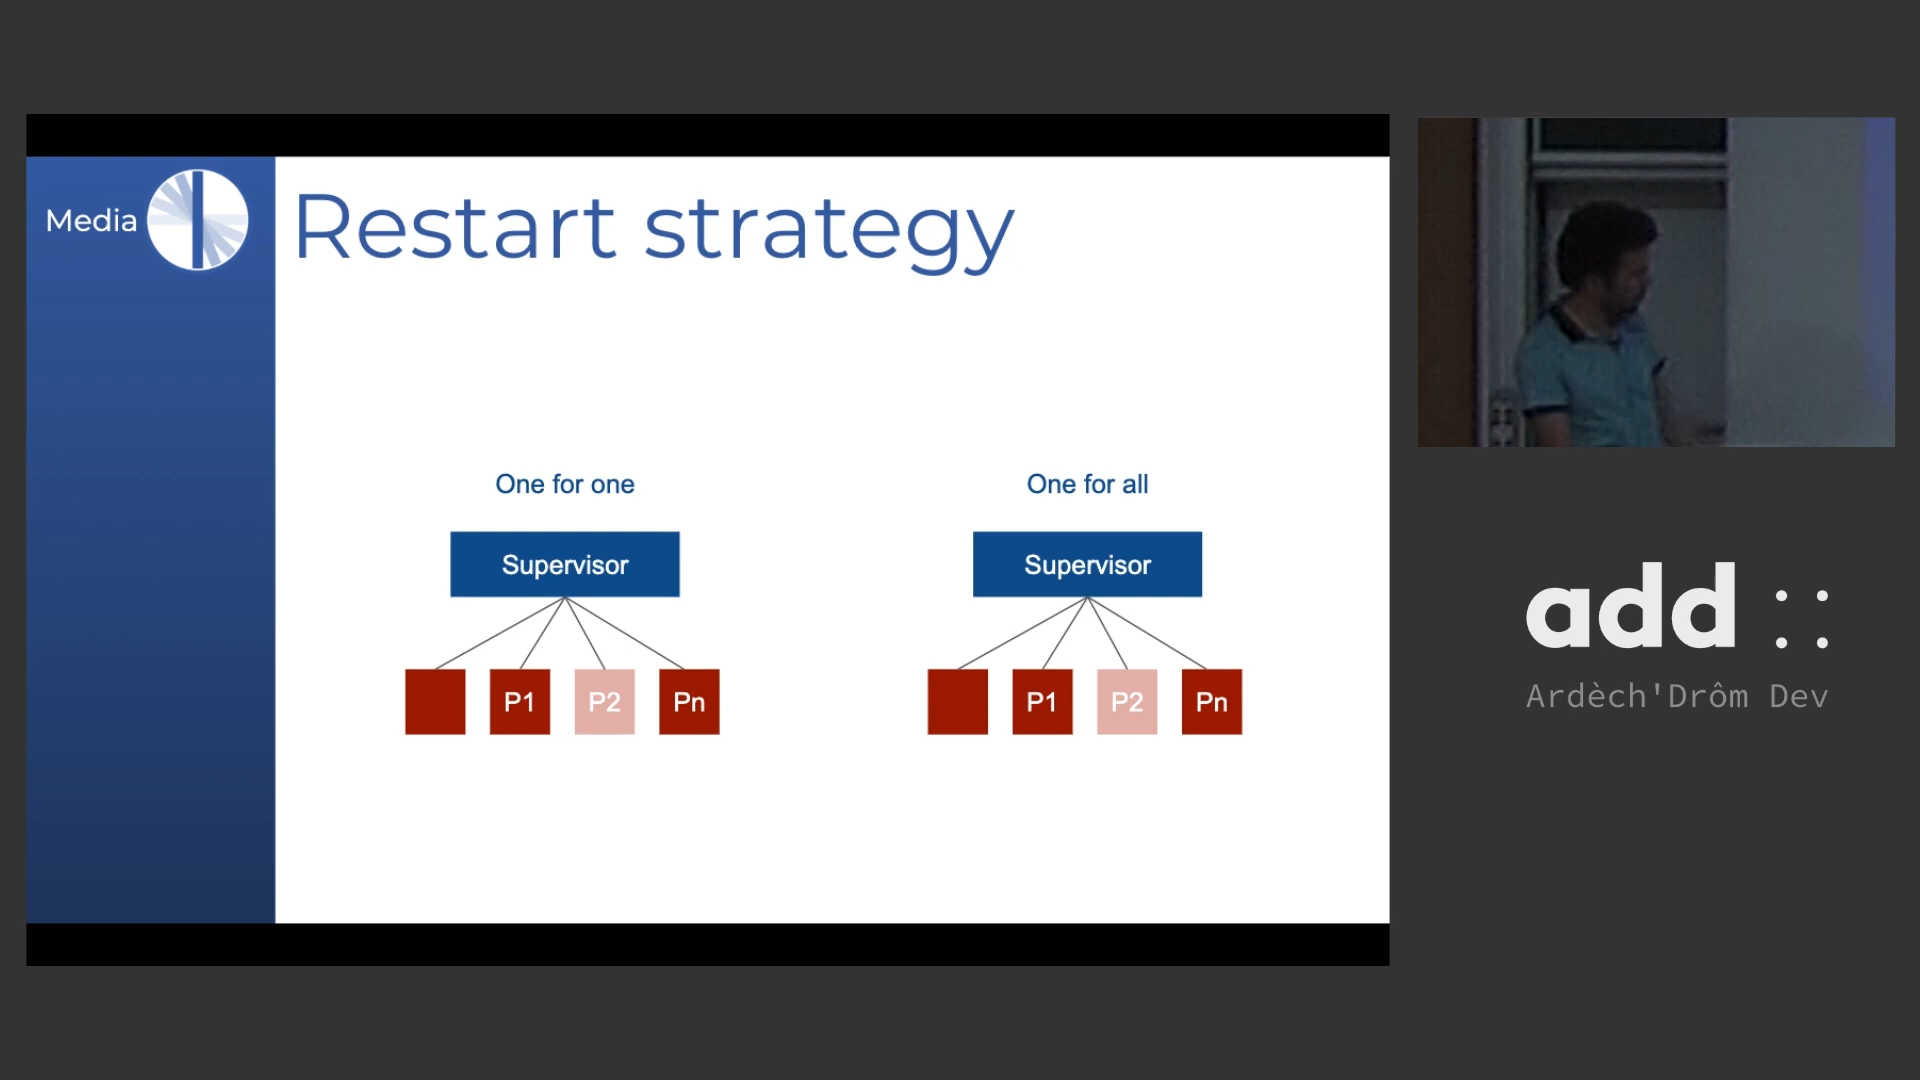 Media
Restart strategy
One for one
Supervisor
P1
P2
Pn
One for all
Supervisor
P1
P2
Pn
add ::
Ardèch'Drôm Dev